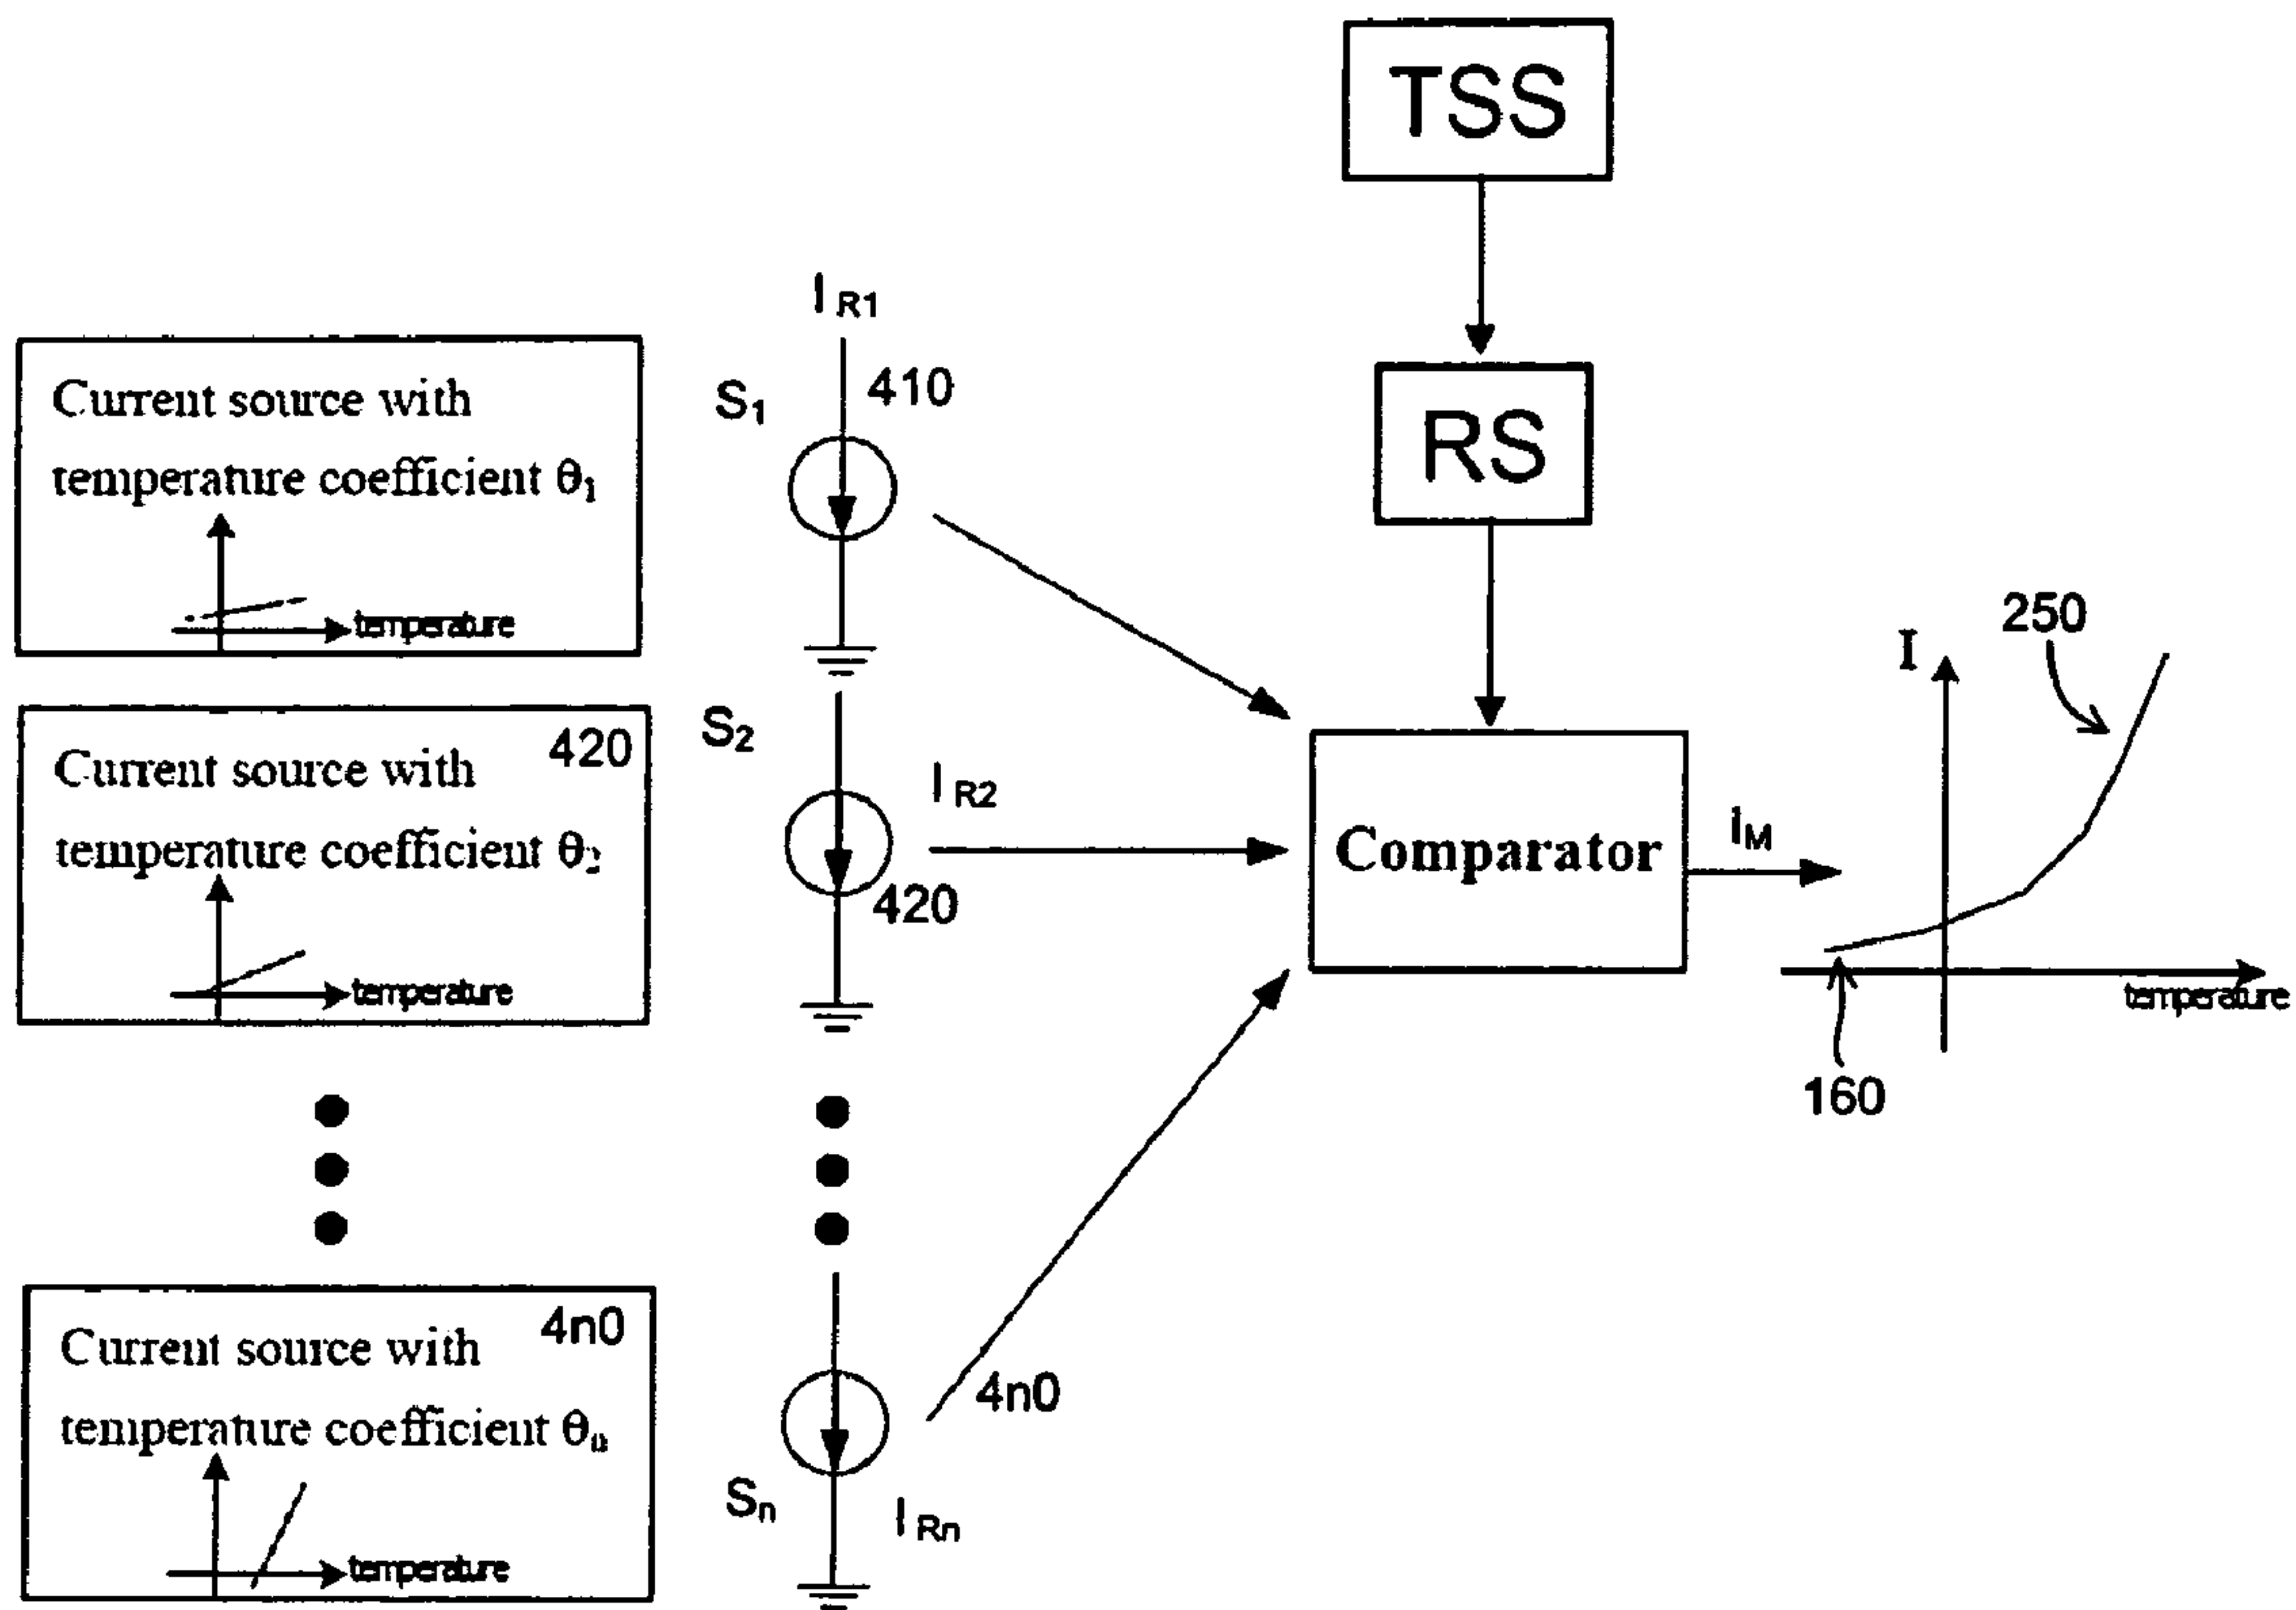 TSS
RS
I R1
S1
410
Current source with
temperature coefficient θ1
temperature
S2
420
Current source with
temperature coefficient θ2
temperature
I R2
420
Comparator
IM
I
250
temperature
160
4n0
Current source with
temperature coefficient θn
temperature
4n0
Sn
I Rn